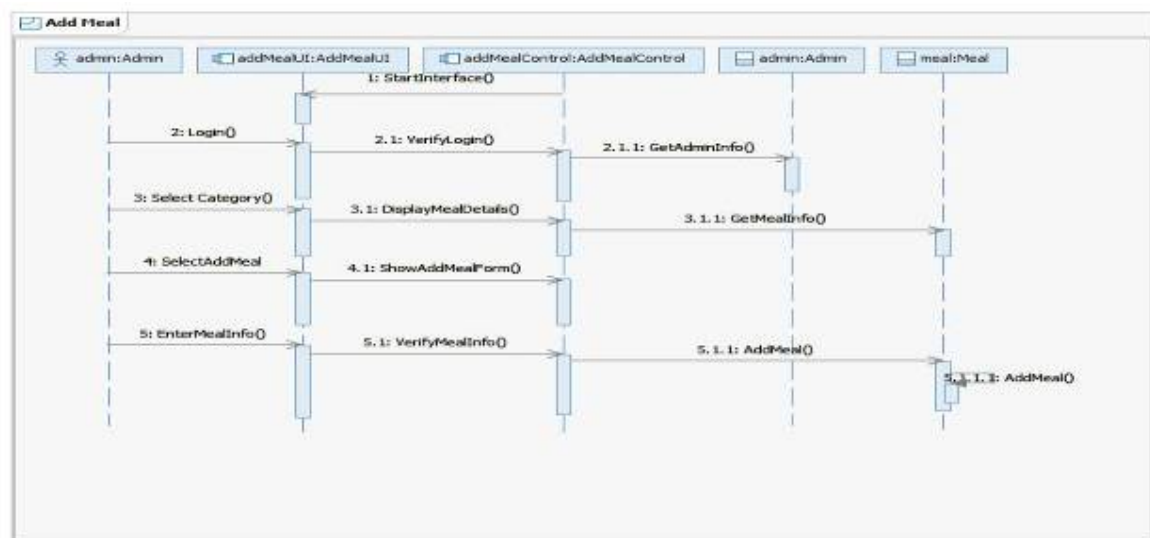 Add Meal
admin:Admin
addMealUI:AddMealUI
addMealControl:AddMealControl
admin:Admin
meal:Meal
1: StartInterface()
2: Login()
2.1: VerifyLogin()
2.1.1: GetAdminInfo()
3: Select Category()
3.1: DisplayMealDetails()
3.1.1: GetMealInfo()
4: SelectAddMeal
4.1: ShowAddMealForm()
5: EnterMealInfo()
5.1: VerifyMealInfo()
5.1.1: AddMeal()
5.1.1.1: AddMeal()